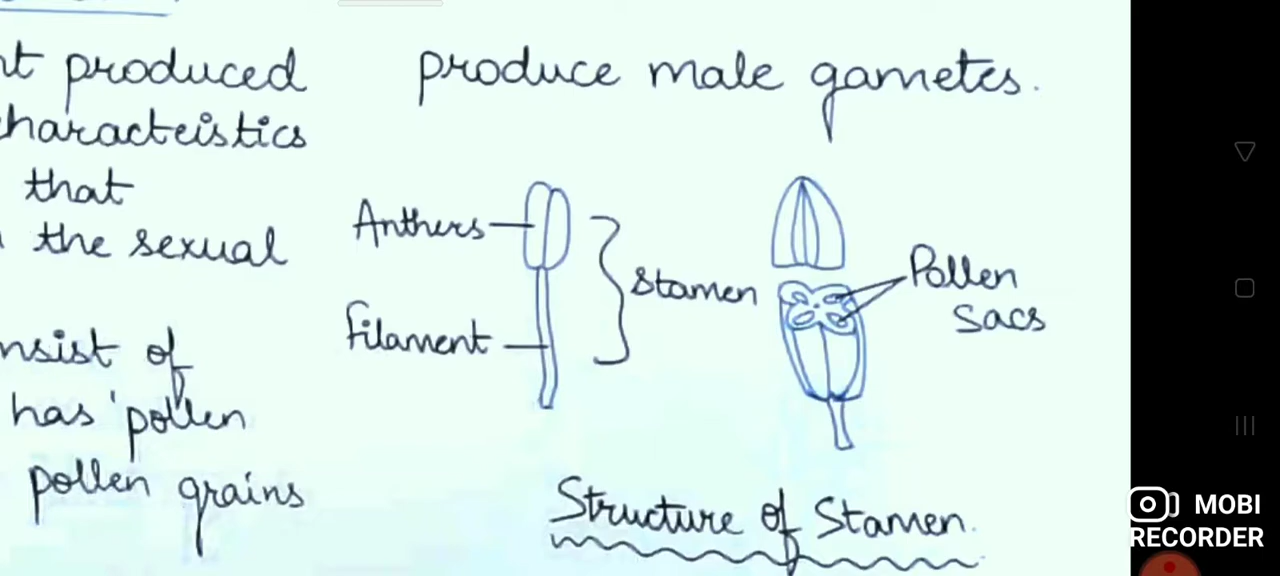 nt produced
characteistics
that
the sexual
nsist of
has pollen
pollen grains
produce male gametes.
Anthers
Filament
Stamen
Pollen
sacs
Structure of Stamen.
MOBI
RECORDER